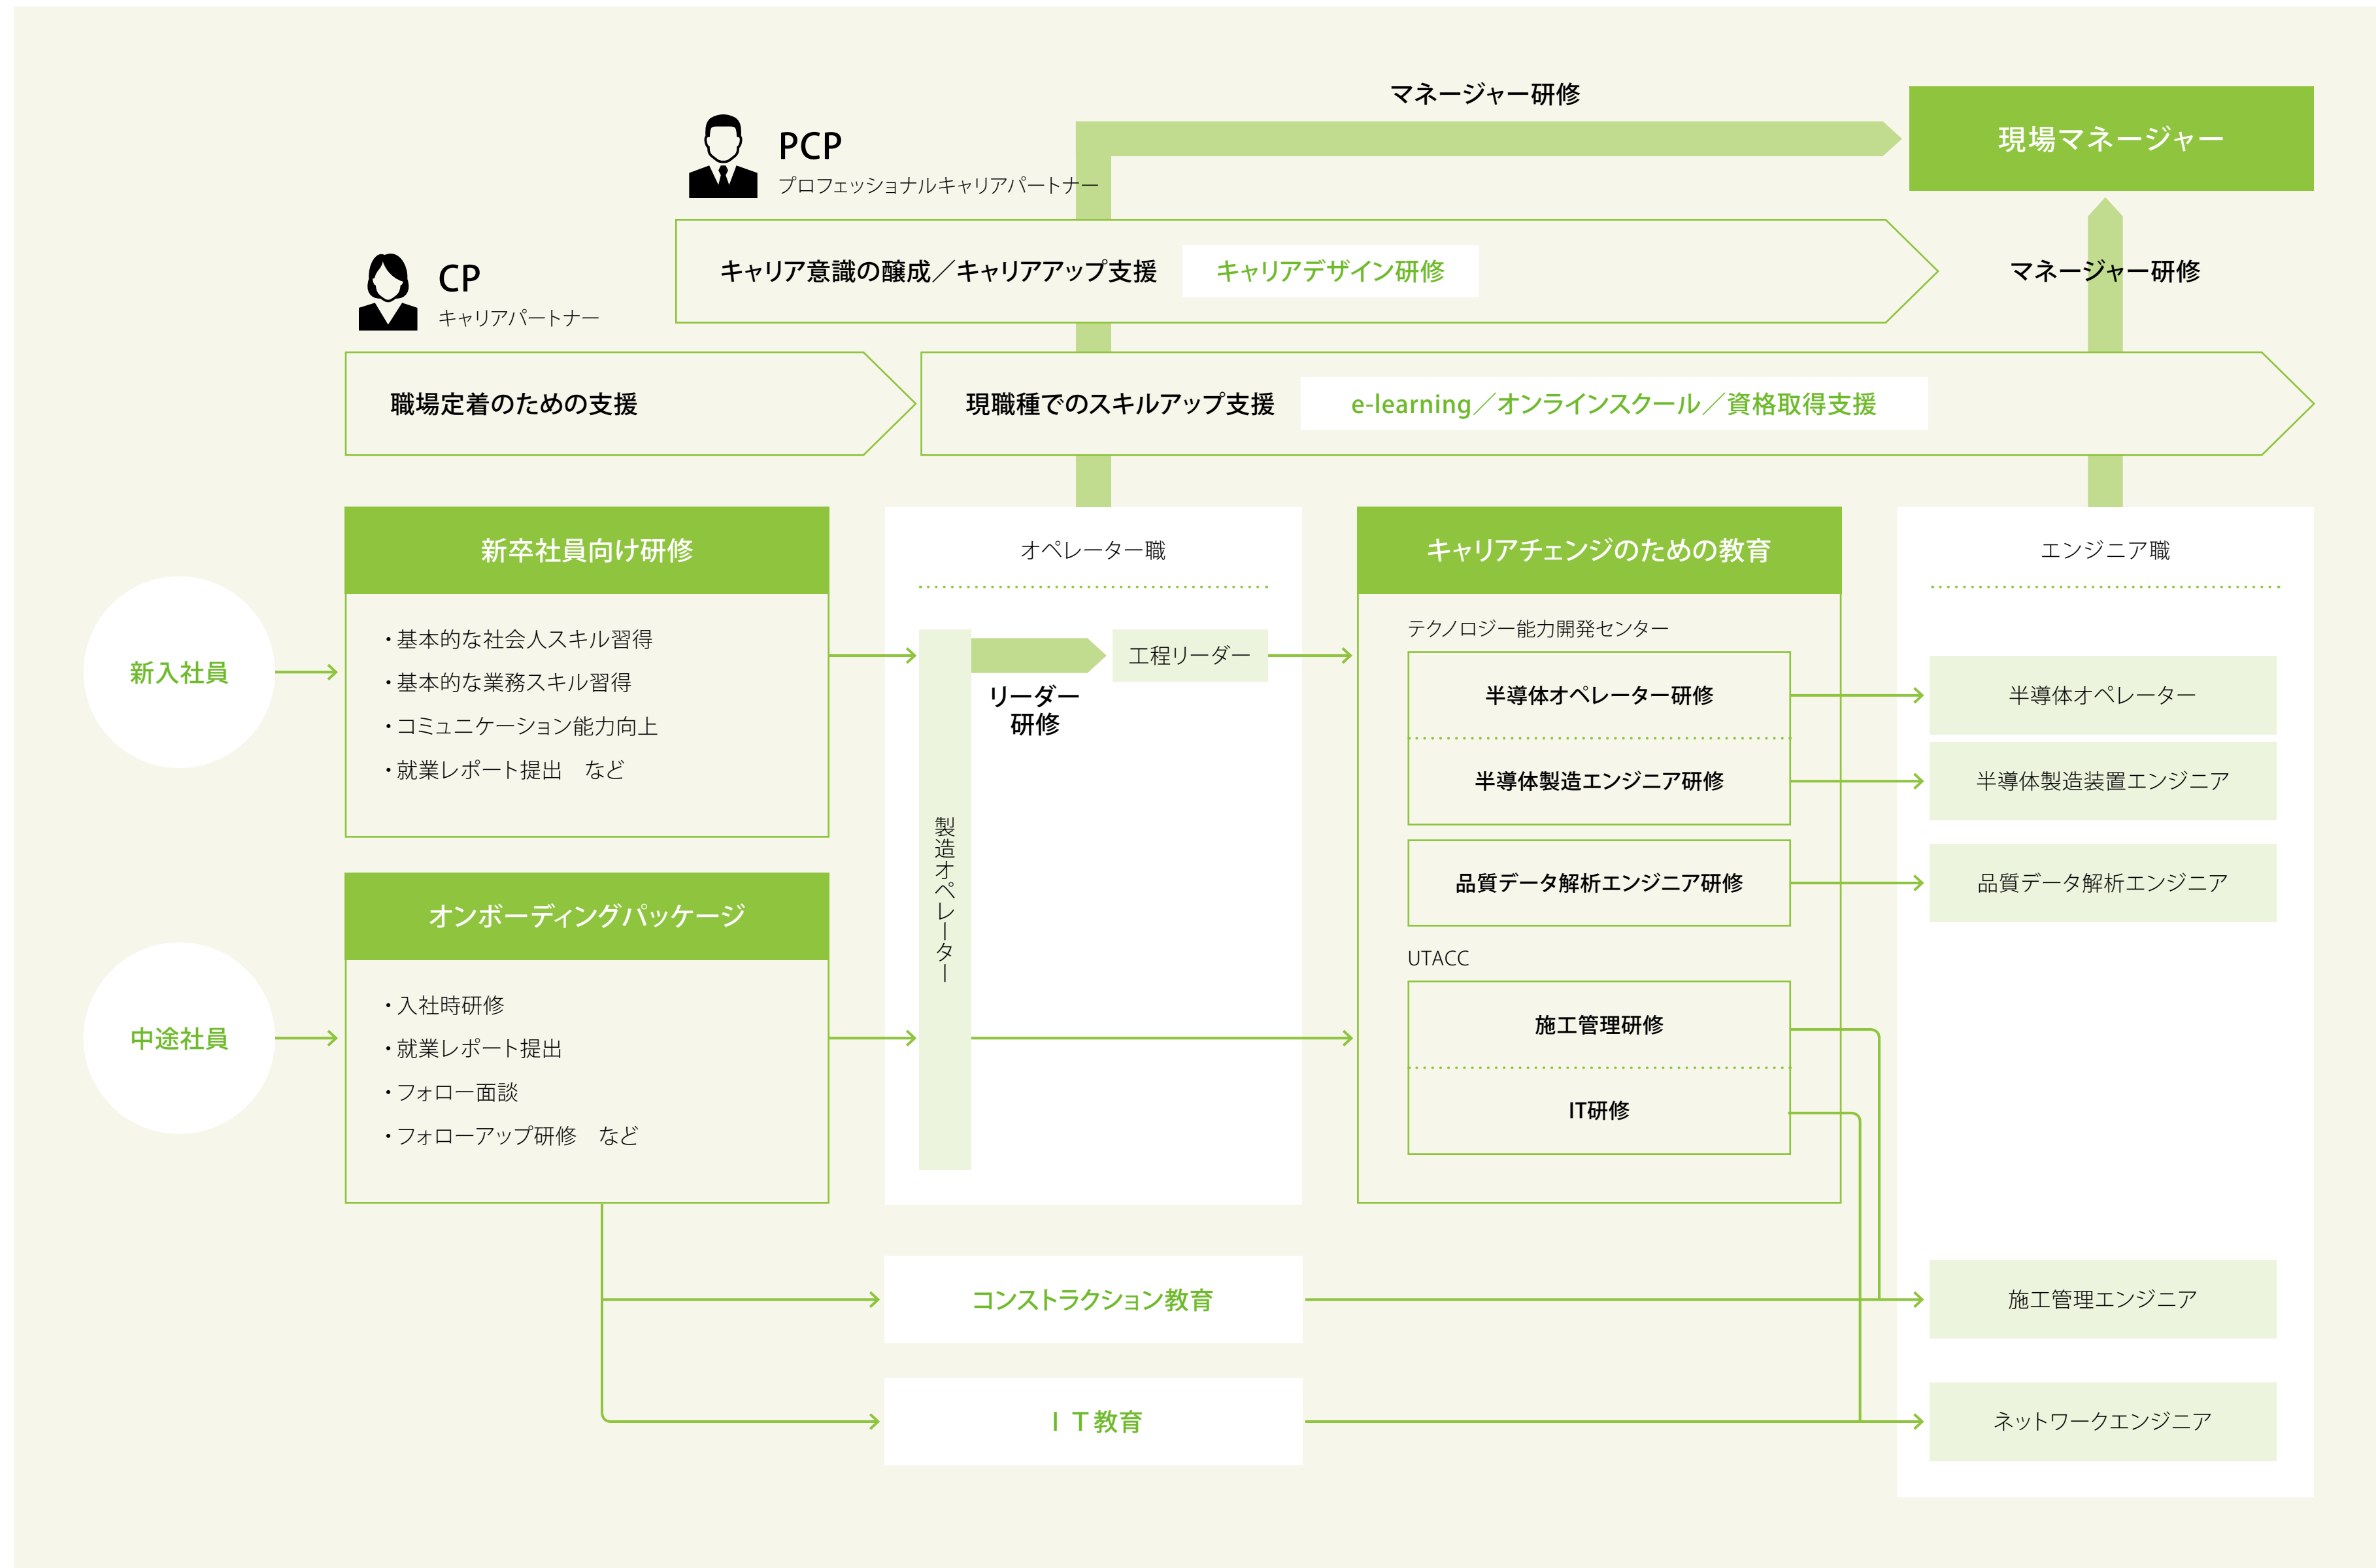 マネージャー研修
現場マネージャー
PCP
プロフェッショナルキャリアパートナー
キャリア意識の醸成／キャリアアップ支援
キャリアデザイン研修
マネージャー研修
CP
キャリアパートナー
職場定着のための支援
現職種でのスキルアップ支援
e-learning／オンラインスクール／資格取得支援
新入社員
新卒社員向け研修
・基本的な社会人スキル習得
・基本的な業務スキル習得
・コミュニケーション能力向上
・就業レポート提出　など
中途社員
オンボーディングパッケージ
・入社時研修
・就業レポート提出
・フォロー面談
・フォローアップ研修　など
オペレーター職
製造オペレーター
リーダー
研修
工程リーダー
キャリアチェンジのための教育
テクノロジー能力開発センター
半導体オペレーター研修
半導体製造エンジニア研修
品質データ解析エンジニア研修
UTACC
施工管理研修
IT研修
エンジニア職
半導体オペレーター
半導体製造装置エンジニア
品質データ解析エンジニア
コンストラクション教育
施工管理エンジニア
ＩＴ教育
ネットワークエンジニア